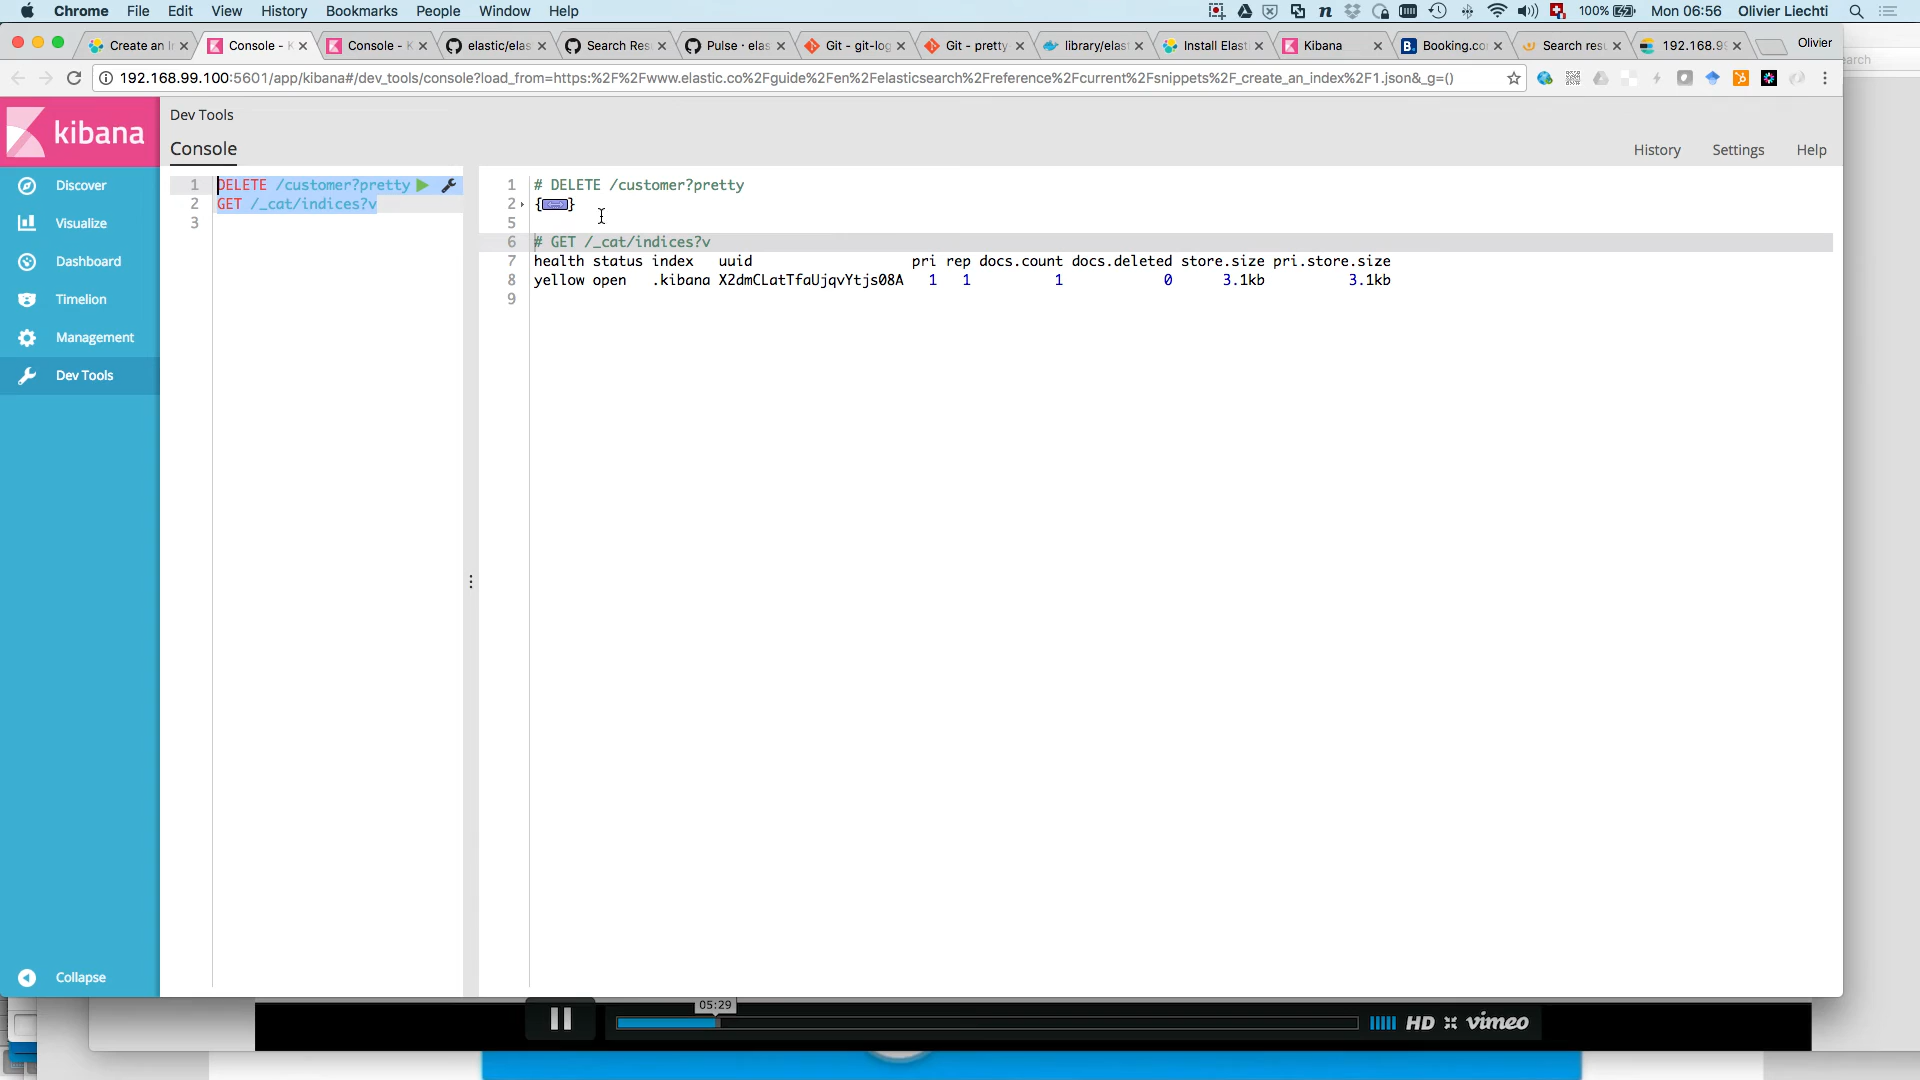 Chrome File Edit View History Bookmarks People Window Help 100% Mon 06:56 Olivier Liechti
Create an I Console - K Console - K elastic/elas Search Res Pulse · elas Git - git-log Git - pretty library/elast Install Elast Kibana Booking.co Search resu 192.168.99 Olivier
192.168.99.100:5601/app/kibana#/dev_tools/console?load_from=https:%2F%2Fwww.elastic.co%2Fguide%2Fen%2Felasticsearch%2Freference%2Fcurrent%2Fsnippets%2F_create_an_index%2F1.json&_g=()
kibana
Discover
Visualize
Dashboard
Timelion
Management
Dev Tools
Collapse
Dev Tools
Console
History Settings Help
1 DELETE /customer?pretty
2 GET /_cat/indices?v
3
1 # DELETE /customer?pretty
2 {}
5
6 # GET /_cat/indices?v
7 health status index uuid pri rep docs.count docs.deleted store.size pri.store.size
8 yellow open .kibana X2dmCLatTfaUjqvYtjs08A 1 1 1 0 3.1kb 3.1kb
9
05:29
HD vimeo